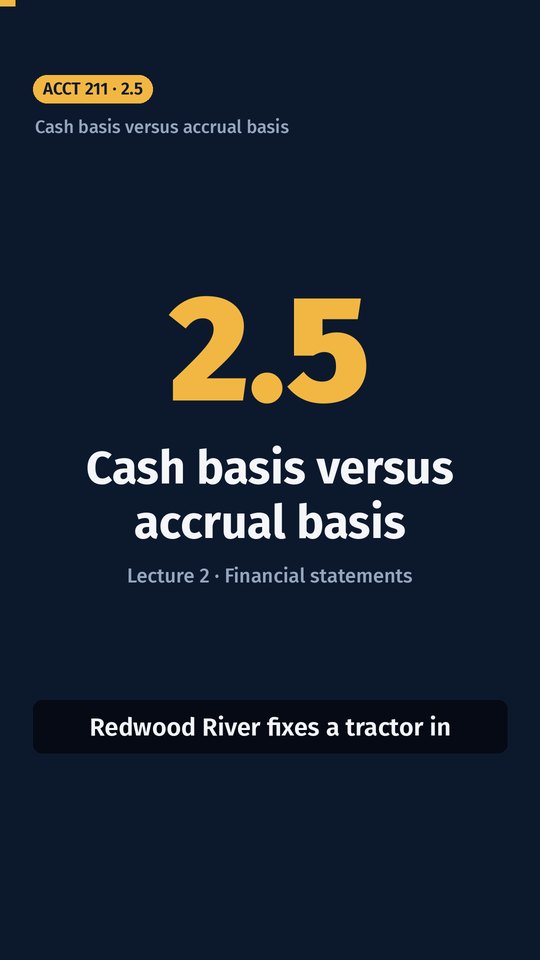 ACCT 211 · 2.5
Cash basis versus accrual basis
2.5
Cash basis versus
accrual basis
Lecture 2 · Financial statements
Redwood River fixes a tractor in